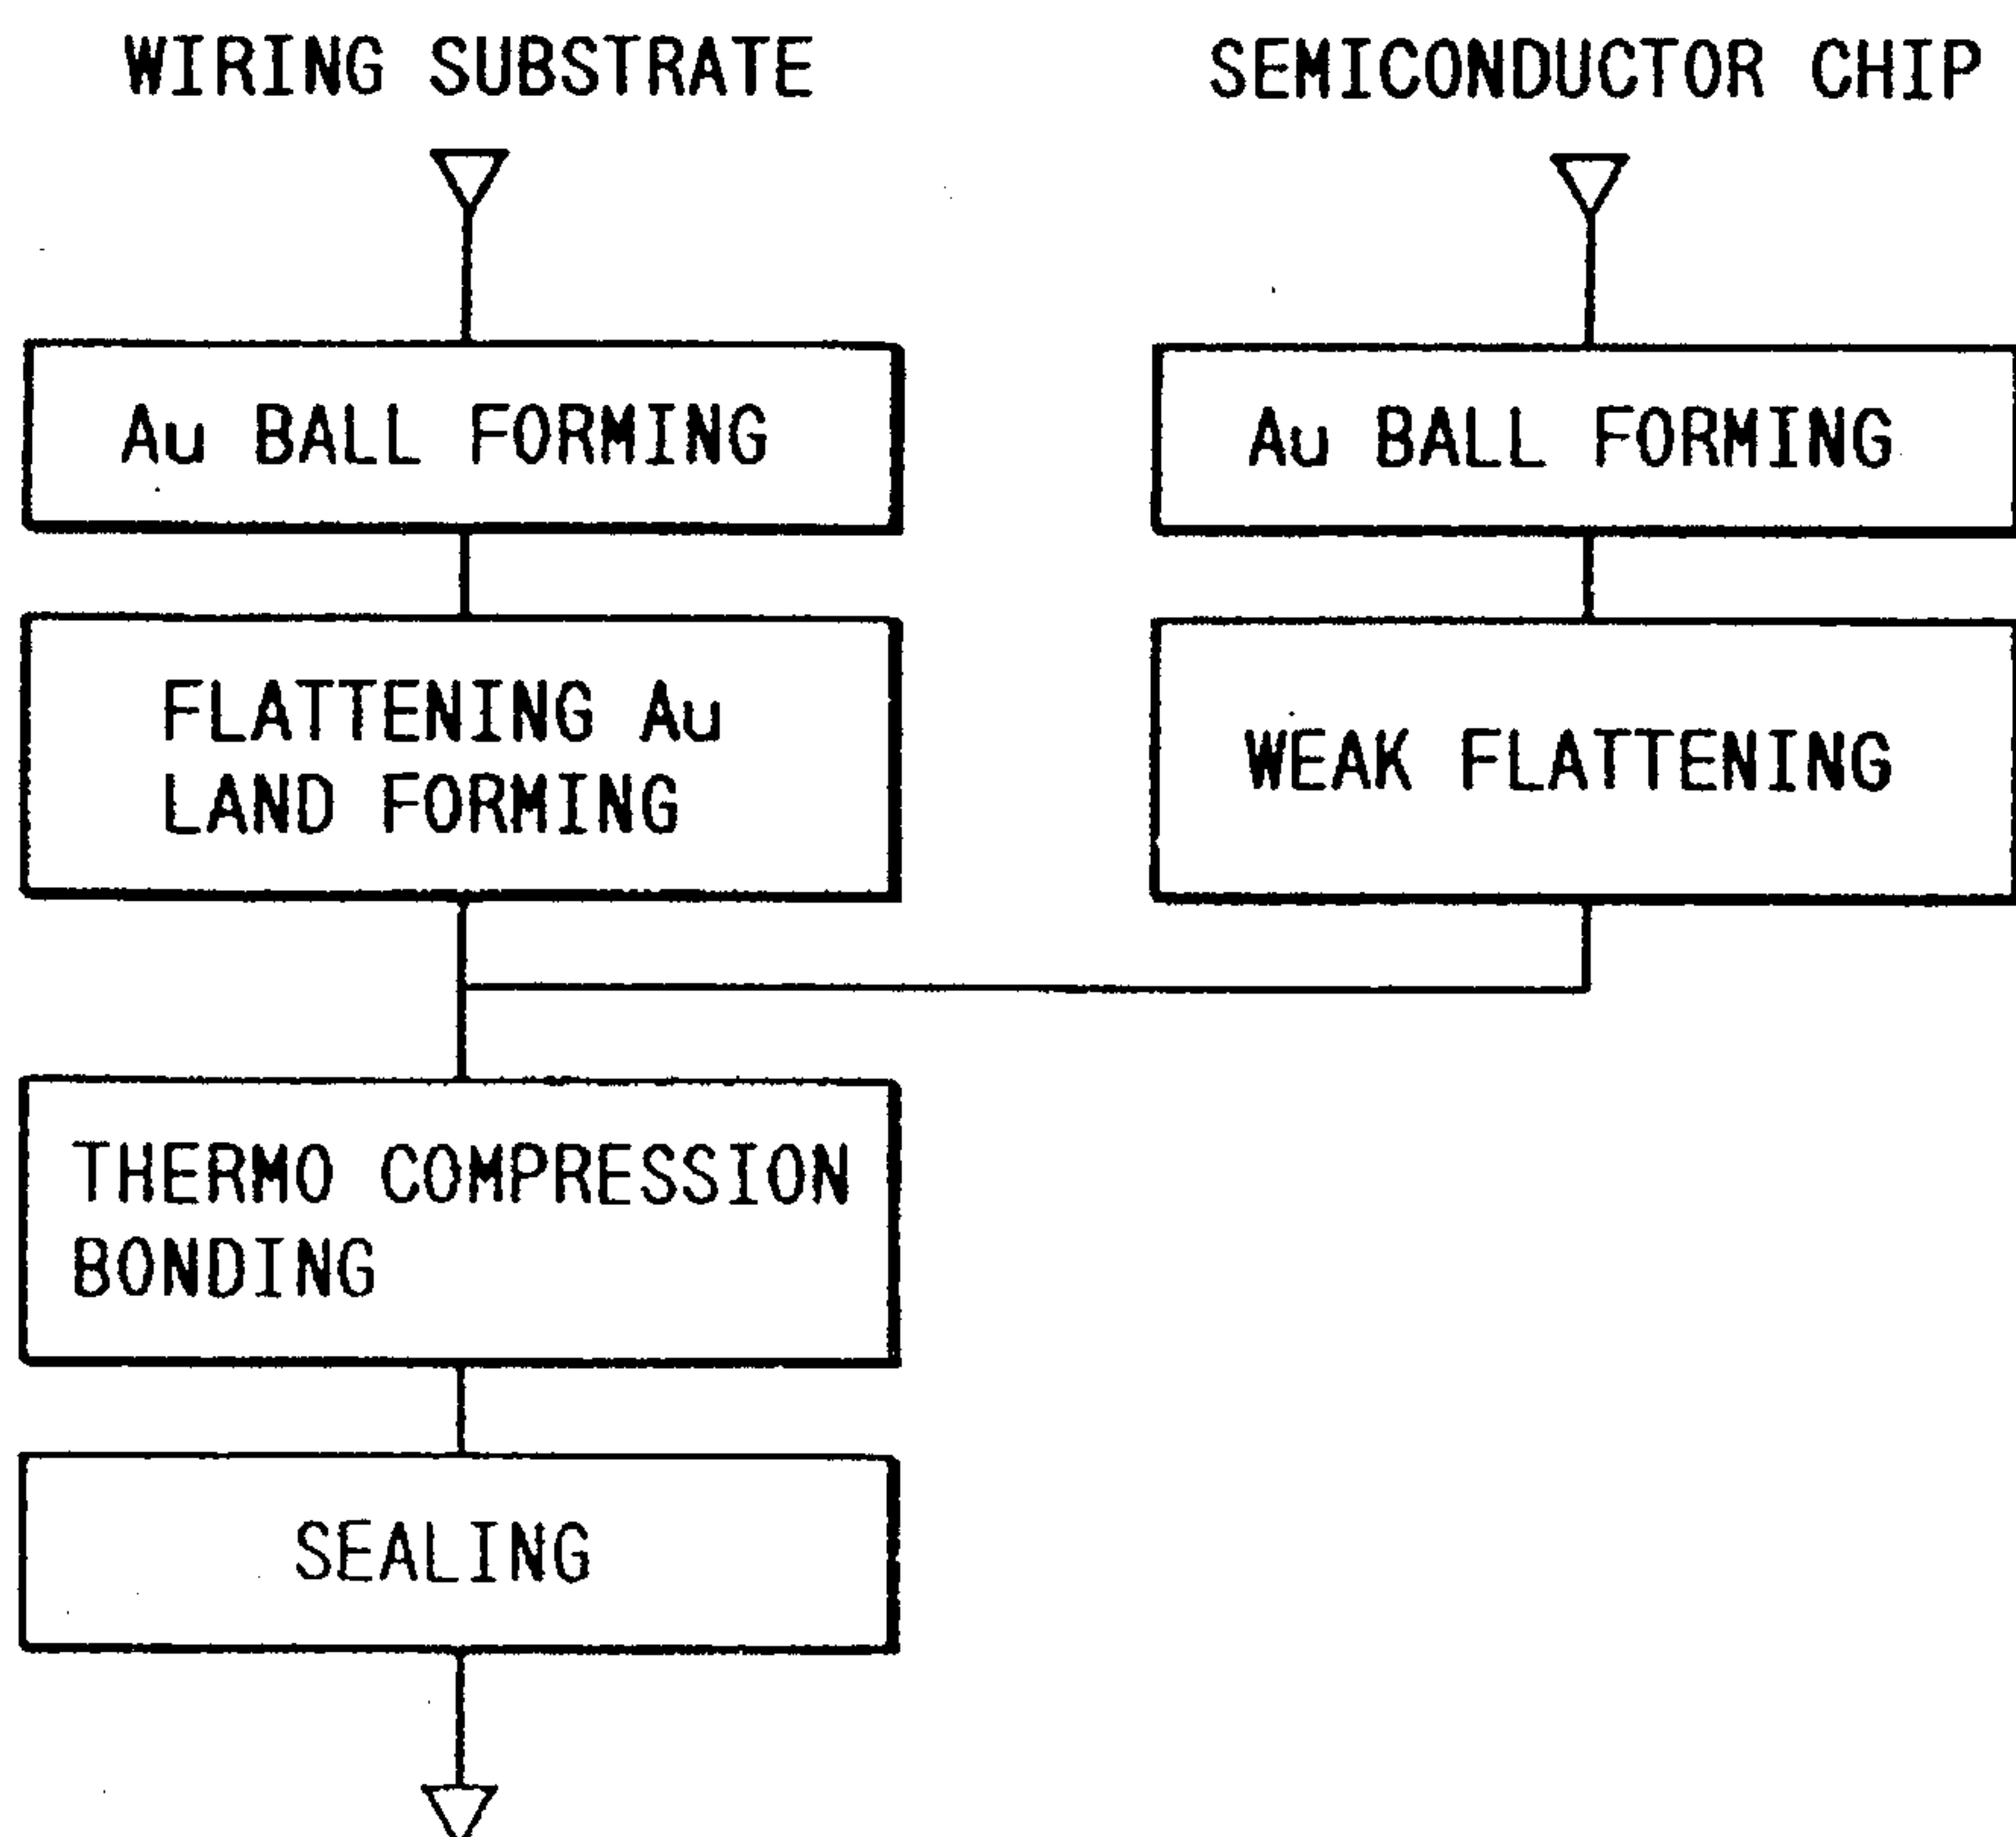 WIRING SUBSTRATE
SEMICONDUCTOR CHIP
Au BALL FORMING
Au BALL FORMING
FLATTENING Au
LAND FORMING
WEAK FLATTENING
THERMO COMPRESSION
BONDING
SEALING